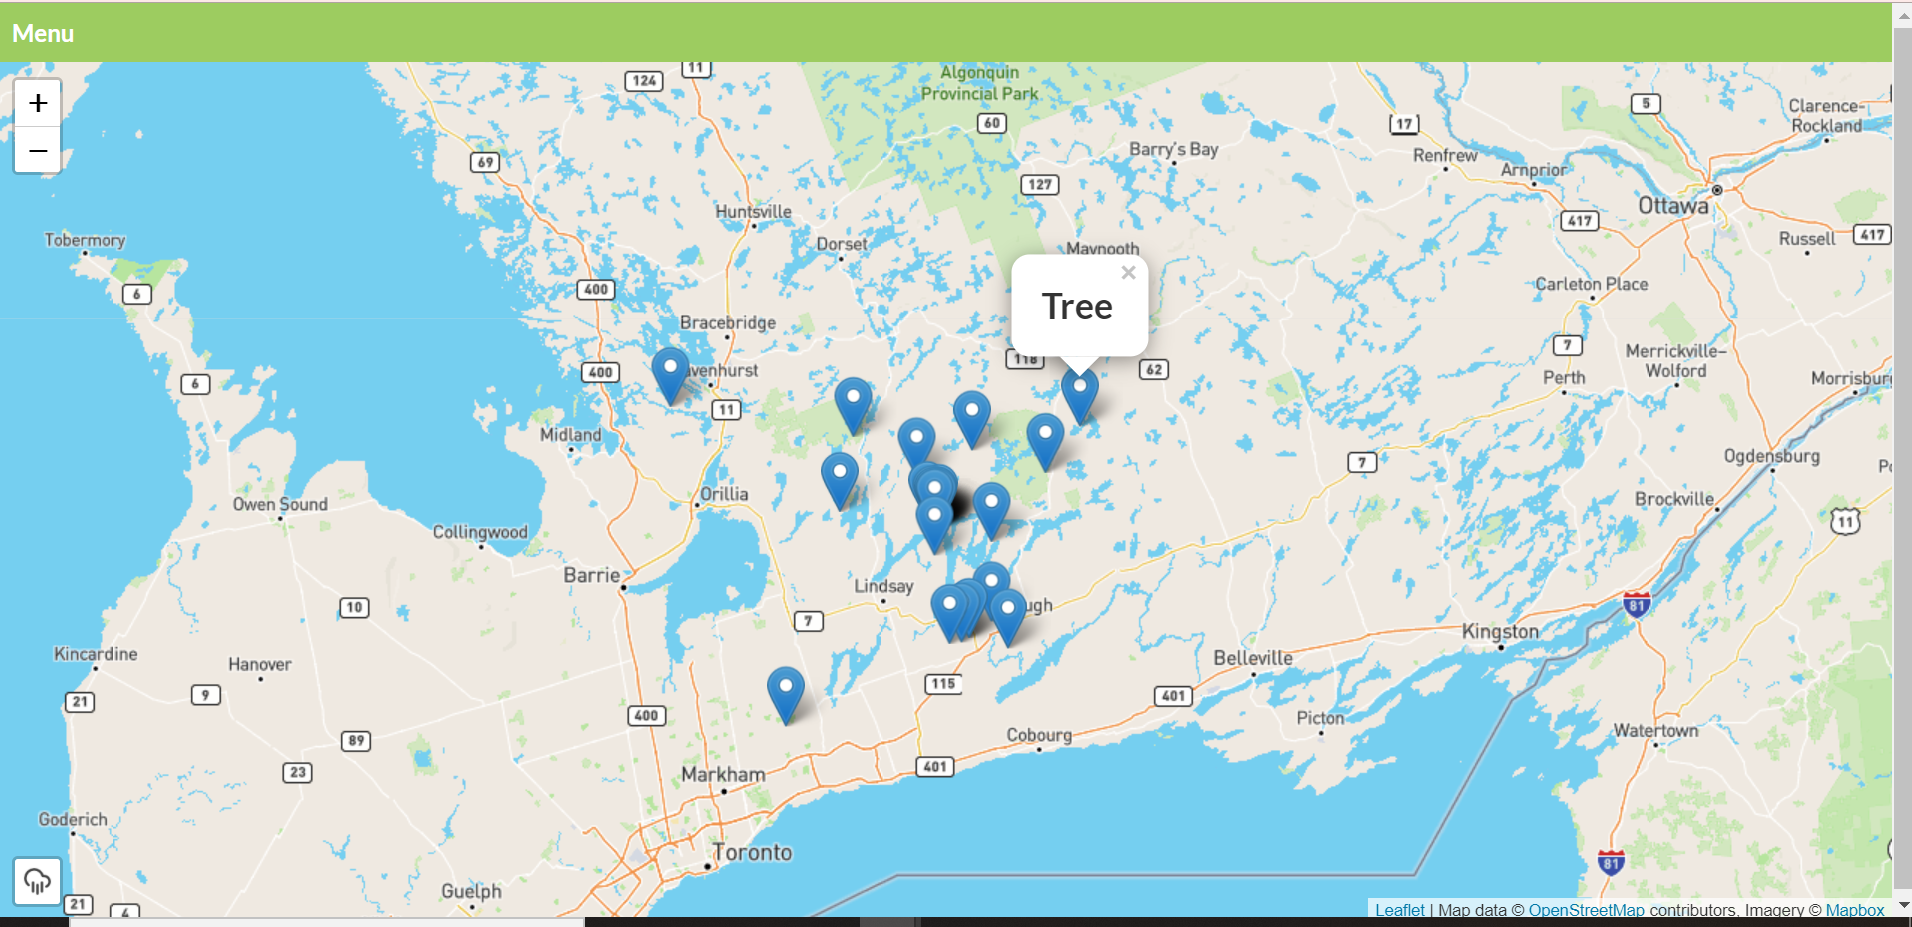 Menu
+
−
Algonquin
Provincial Park
11
124
60
5
17
Clarence-
Rockland
69
Barry's Bay
Renfrew
Arnprior
127
Ottawa
Huntsville
417
Tobermory
Dorset
Maynooth
Russell
417
×
6
400
Carleton Place
Tree
Bracebridge
7
118
Merrickville–
Wolford
400
62
6
Perth
11
Midland
7
Ogdensburg
Orillia
Brockville
Owen Sound
Collingwood
11
Barrie
Lindsay
10
81
7
Kingston
Kincardine
Hanover
Belleville
9
115
21
401
400
Picton
89
Cobourg
Watertown
401
23
Markham
Goderich
Toronto
81
Guelph
21
4
Leaflet | Map data © OpenStreetMap contributors, Imagery © Mapbox